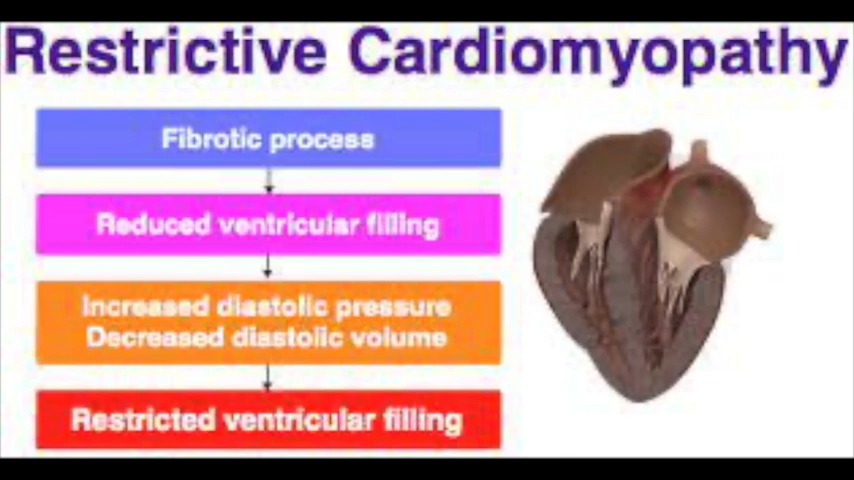 Restrictive Cardiomyopathy
Fibrotic process
Reduced ventricular filling
Increased diastolic pressure
Decreased diastolic volume
Restricted ventricular filling